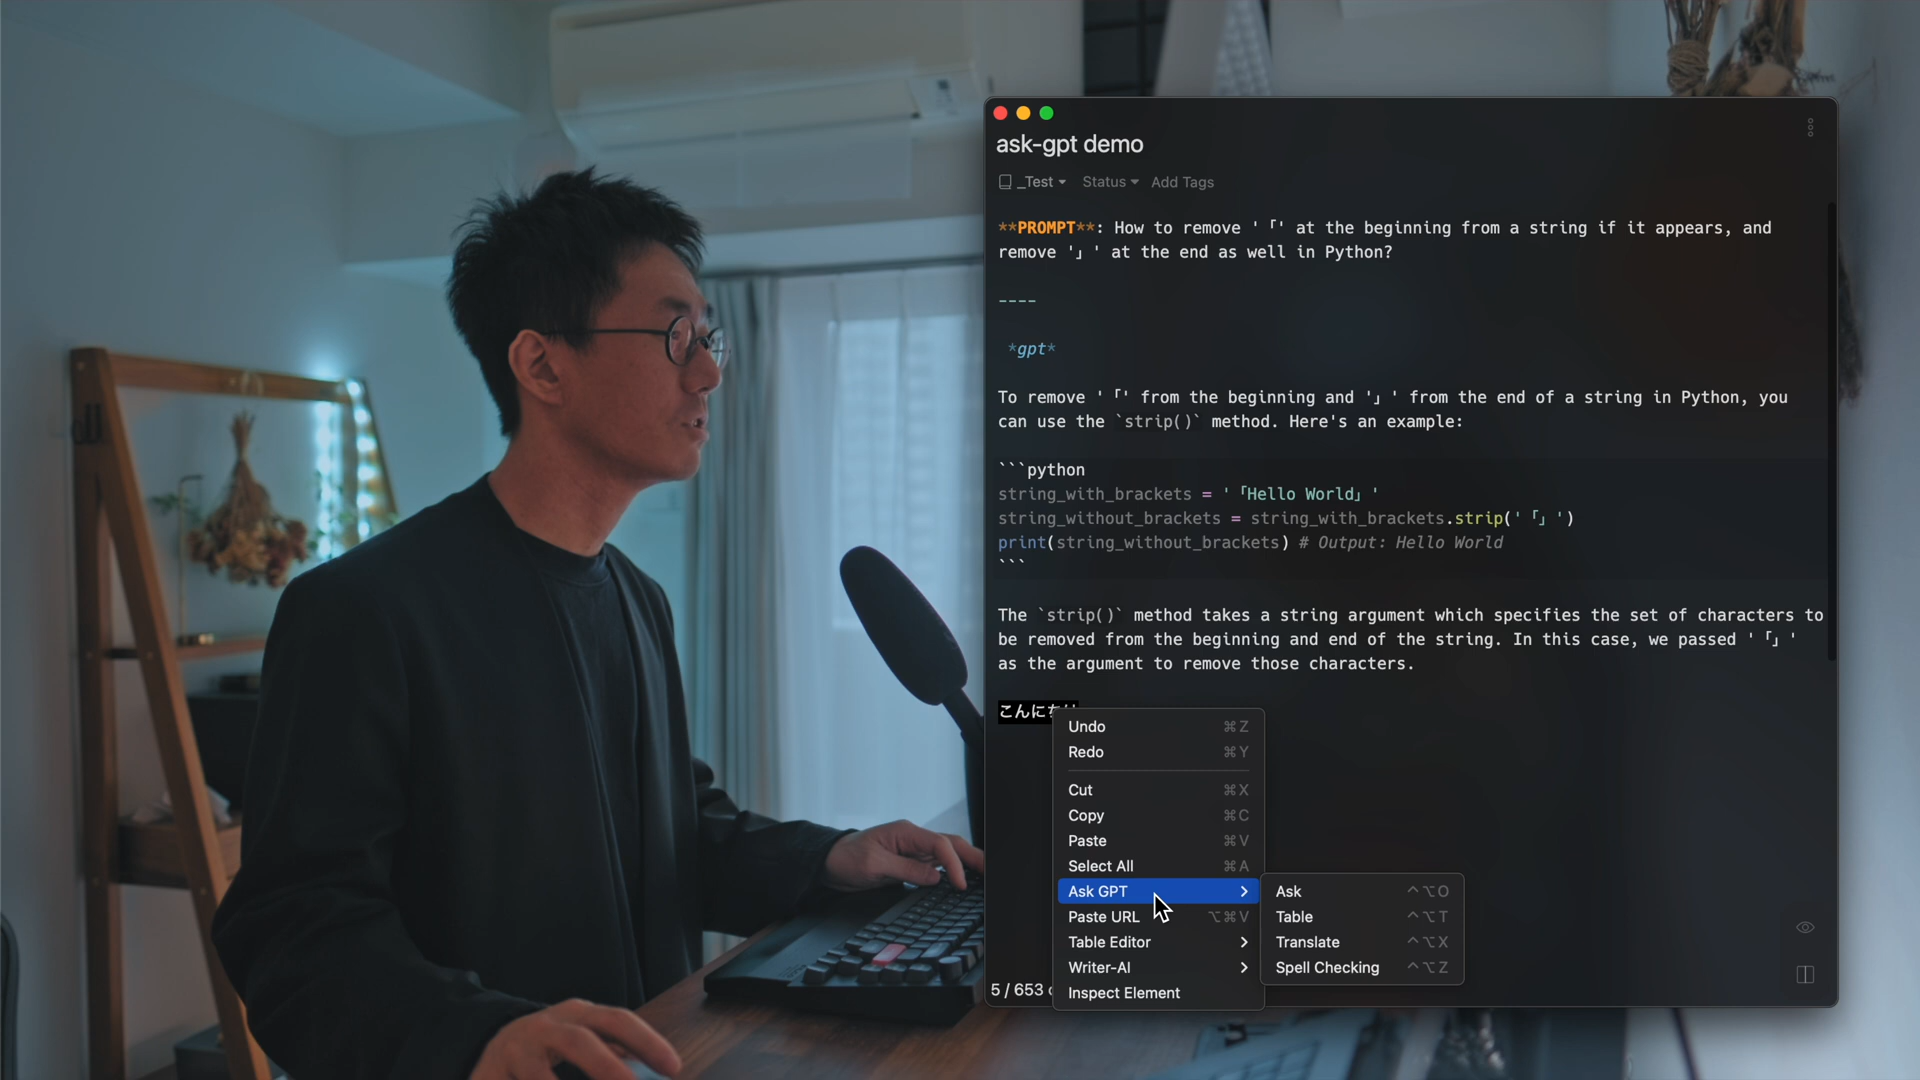 ask-gpt demo
_Test Status Add Tags
**PROMPT**: How to remove '「' at the beginning from a string if it appears, and
remove '」' at the end as well in Python?
----
*gpt*
To remove '「' from the beginning and '」' from the end of a string in Python, you
can use the `strip()` method. Here's an example:
```python
string_with_brackets = '「Hello World」'
string_without_brackets = string_with_brackets.strip('「」')
print(string_without_brackets) # Output: Hello World
```
The `strip()` method takes a string argument which specifies the set of characters to
be removed from the beginning and end of the string. In this case, we passed '「」'
as the argument to remove those characters.
Undo ⌘Z
Redo ⌘Y
Cut ⌘X
Copy ⌘C
Paste ⌘V
Select All ⌘A
Ask GPT
Paste URL ⌥⌘V
Table Editor
Writer-AI
Inspect Element
Ask ^⌥O
Table ^⌥T
Translate ^⌥X
Spell Checking ^⌥Z
5 / 653